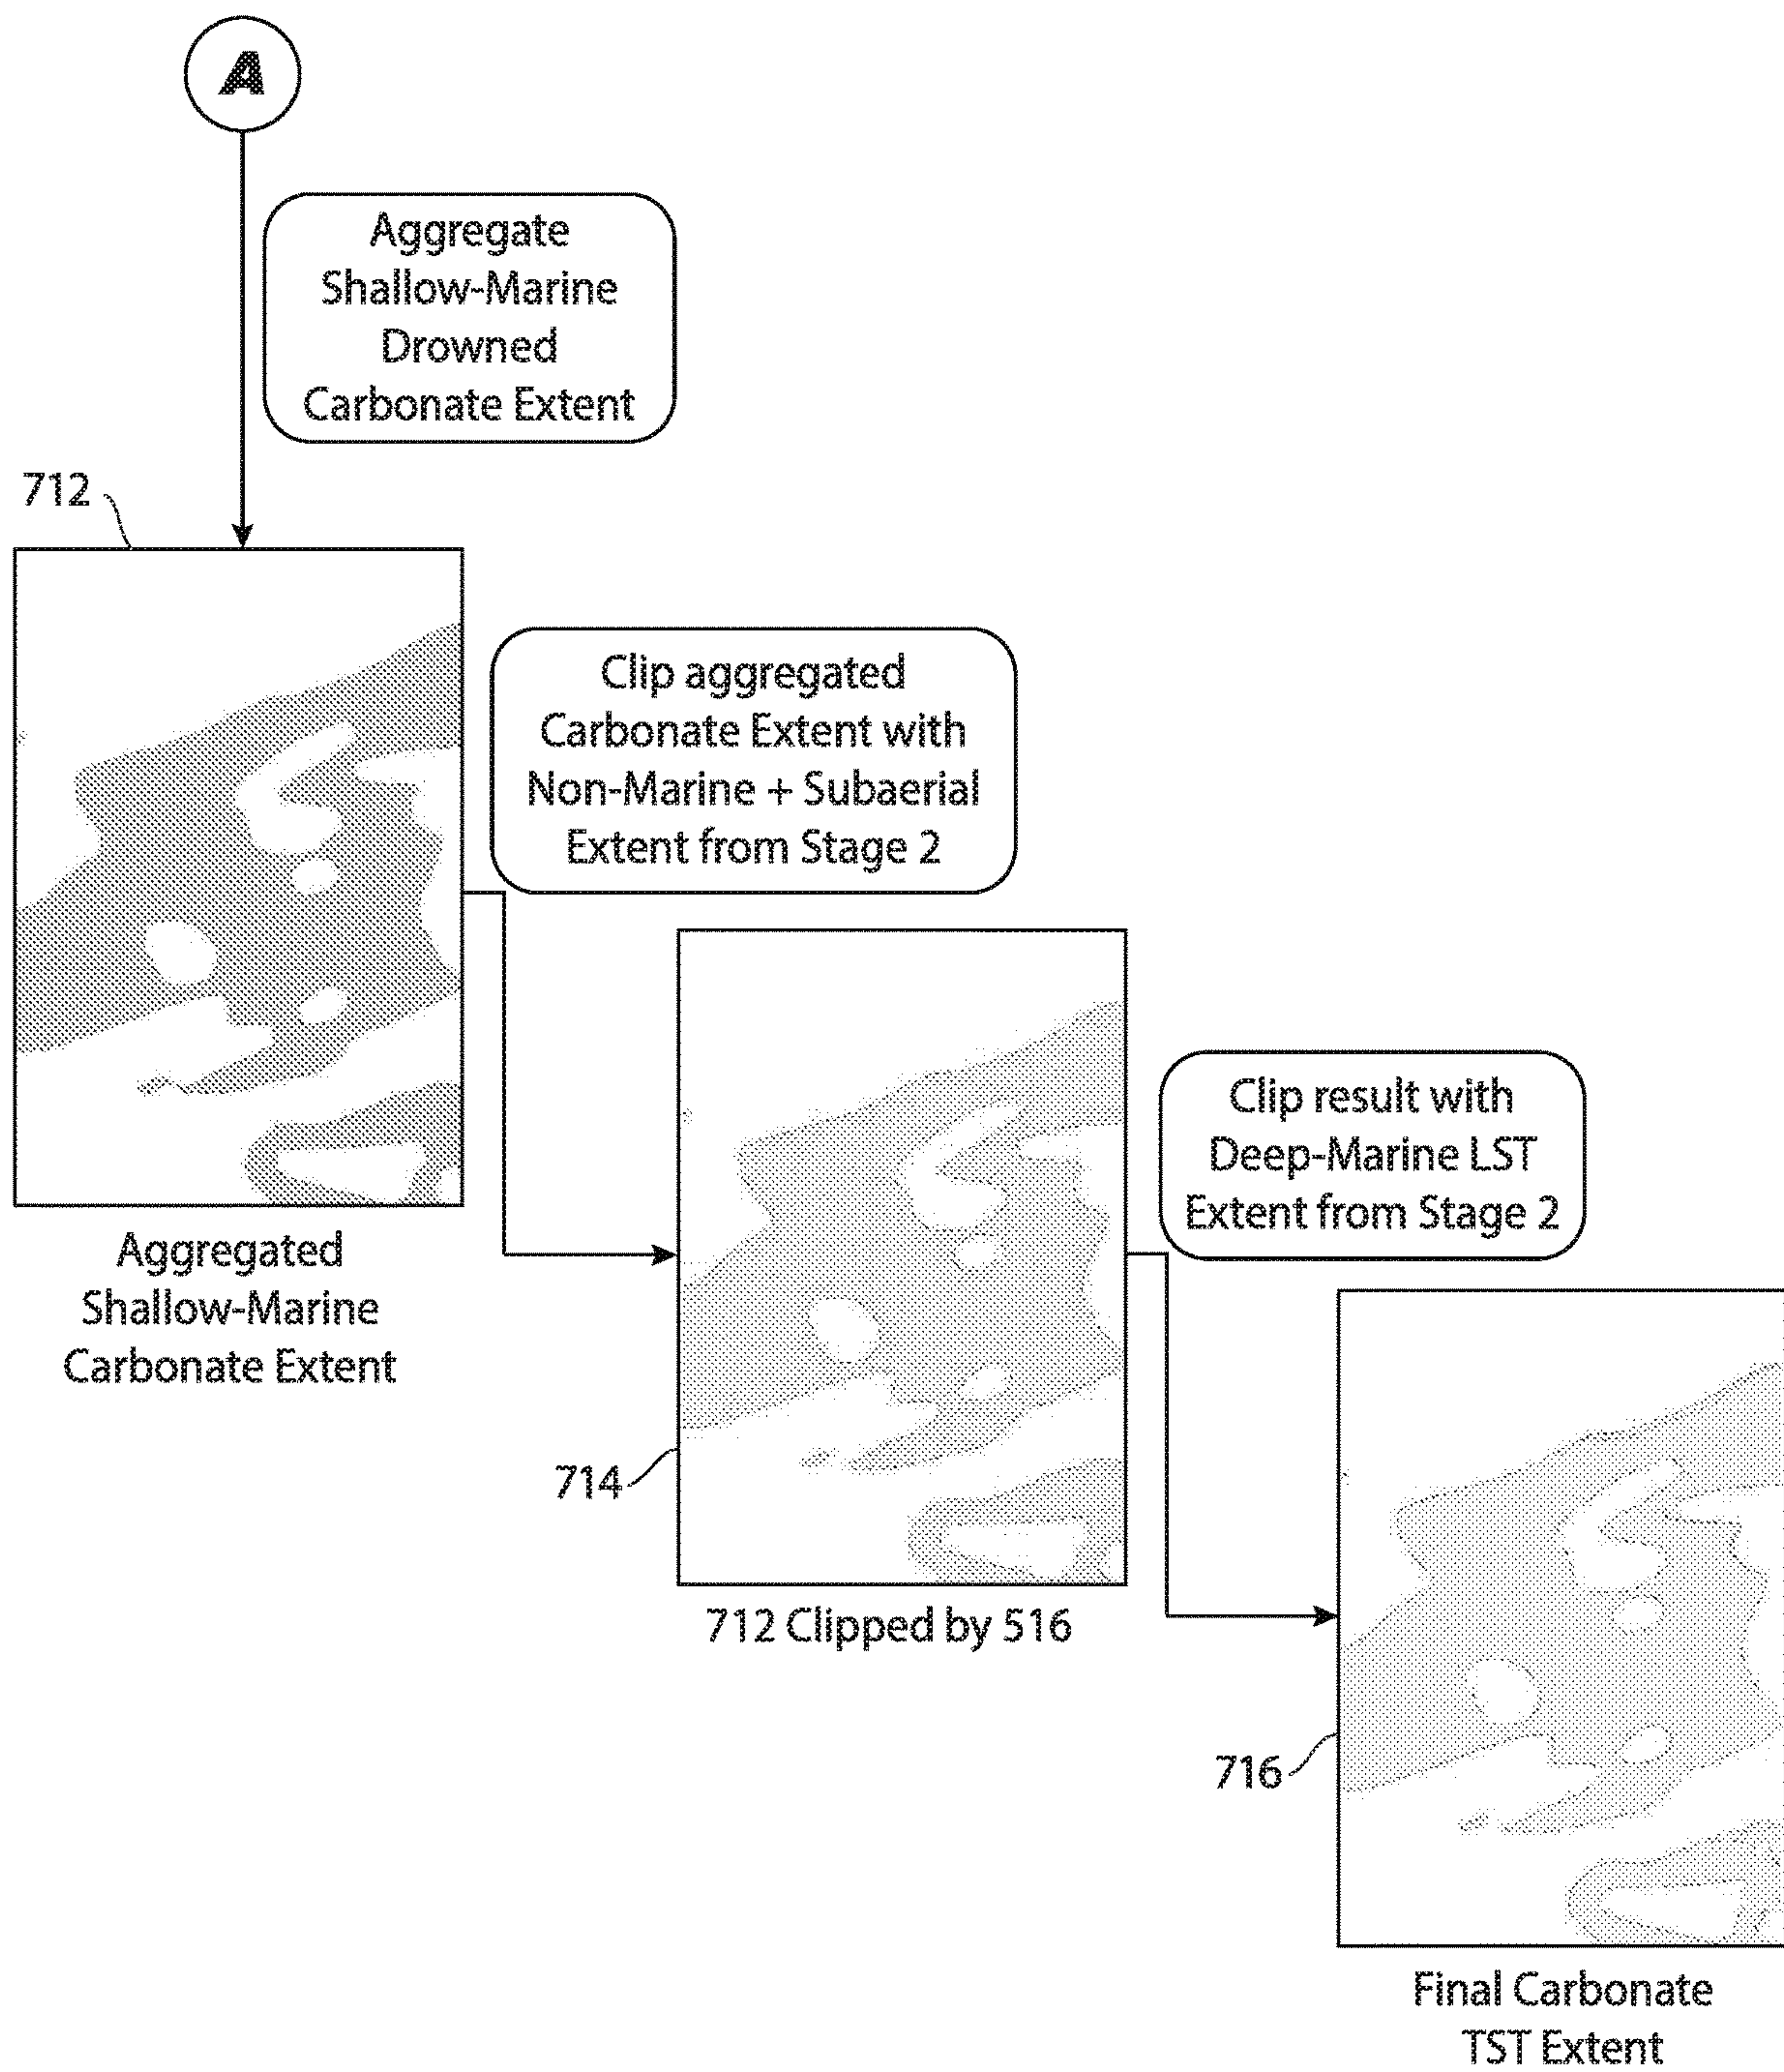 A
Aggregate
Shallow-Marine
Drowned
Carbonate Extent
712
Clip aggregated
Carbonate Extent with
Non-Marine + Subaerial
Extent from Stage 2
Aggregated
Shallow-Marine
Carbonate Extent
Clip result with
Deep-Marine LST
Extent from Stage 2
714
712 Clipped by 516
716
Final Carbonate
TST Extent